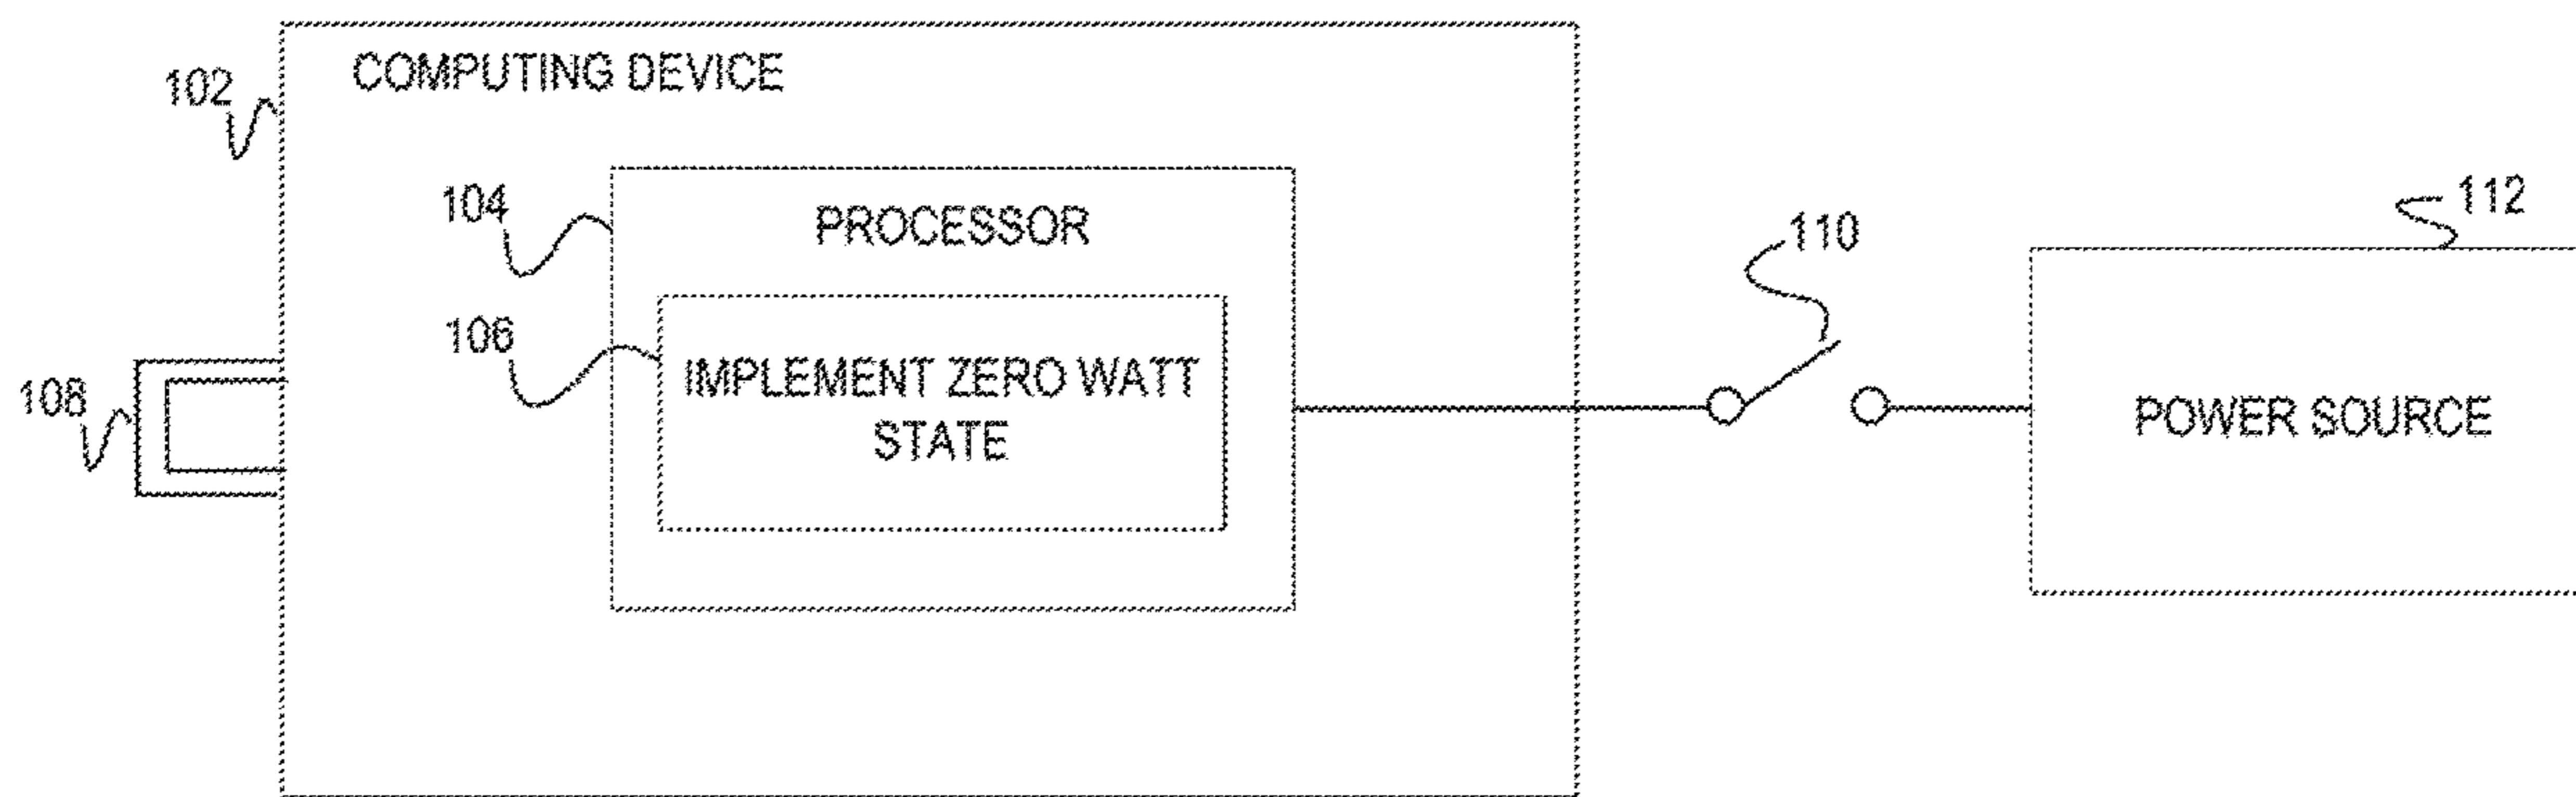 COMPUTING DEVICE
102
104
PROCESSOR
112
110
106
IMPLEMENT ZERO WATT
STATE
108
POWER SOURCE